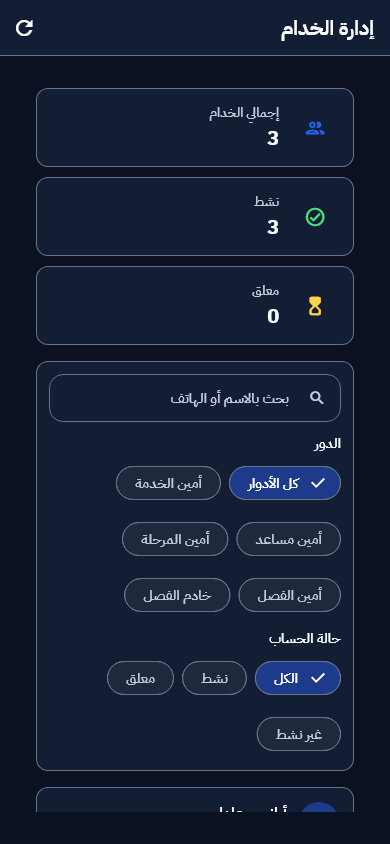 إدارة الخدام
إجمالي الخدام
3
نشط
3
معلق
0
بحث بالاسم أو الهاتف
الدور
كل الأدوار
أمين الخدمة
أمين مساعد
أمين المرحلة
أمين الفصل
خادم الفصل
حالة الحساب
الكل
نشط
معلق
غير نشط